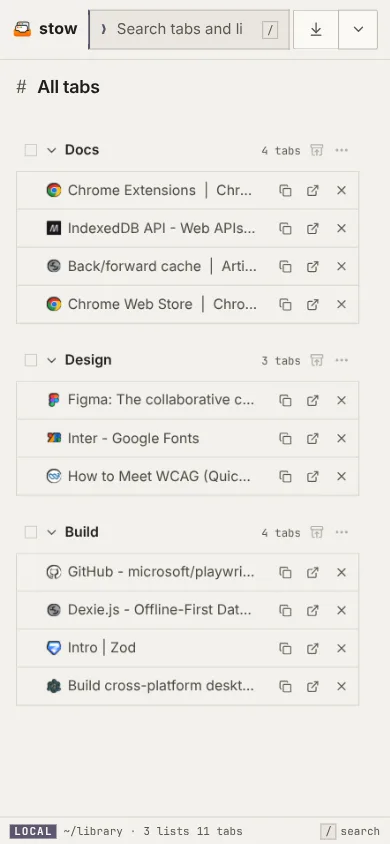 stow
❯ Search tabs and li /
# All tabs
Docs 4 tabs
Chrome Extensions | Chr...
IndexedDB API - Web APIs...
Back/forward cache | Arti...
Chrome Web Store | Chro...
Design 3 tabs
Figma: The collaborative c...
Inter - Google Fonts
How to Meet WCAG (Quic...
Build 4 tabs
GitHub - microsoft/playwri...
Dexie.js - Offline-First Dat...
Intro | Zod
Build cross-platform deskt...
LOCAL ~/library · 3 lists 11 tabs / search